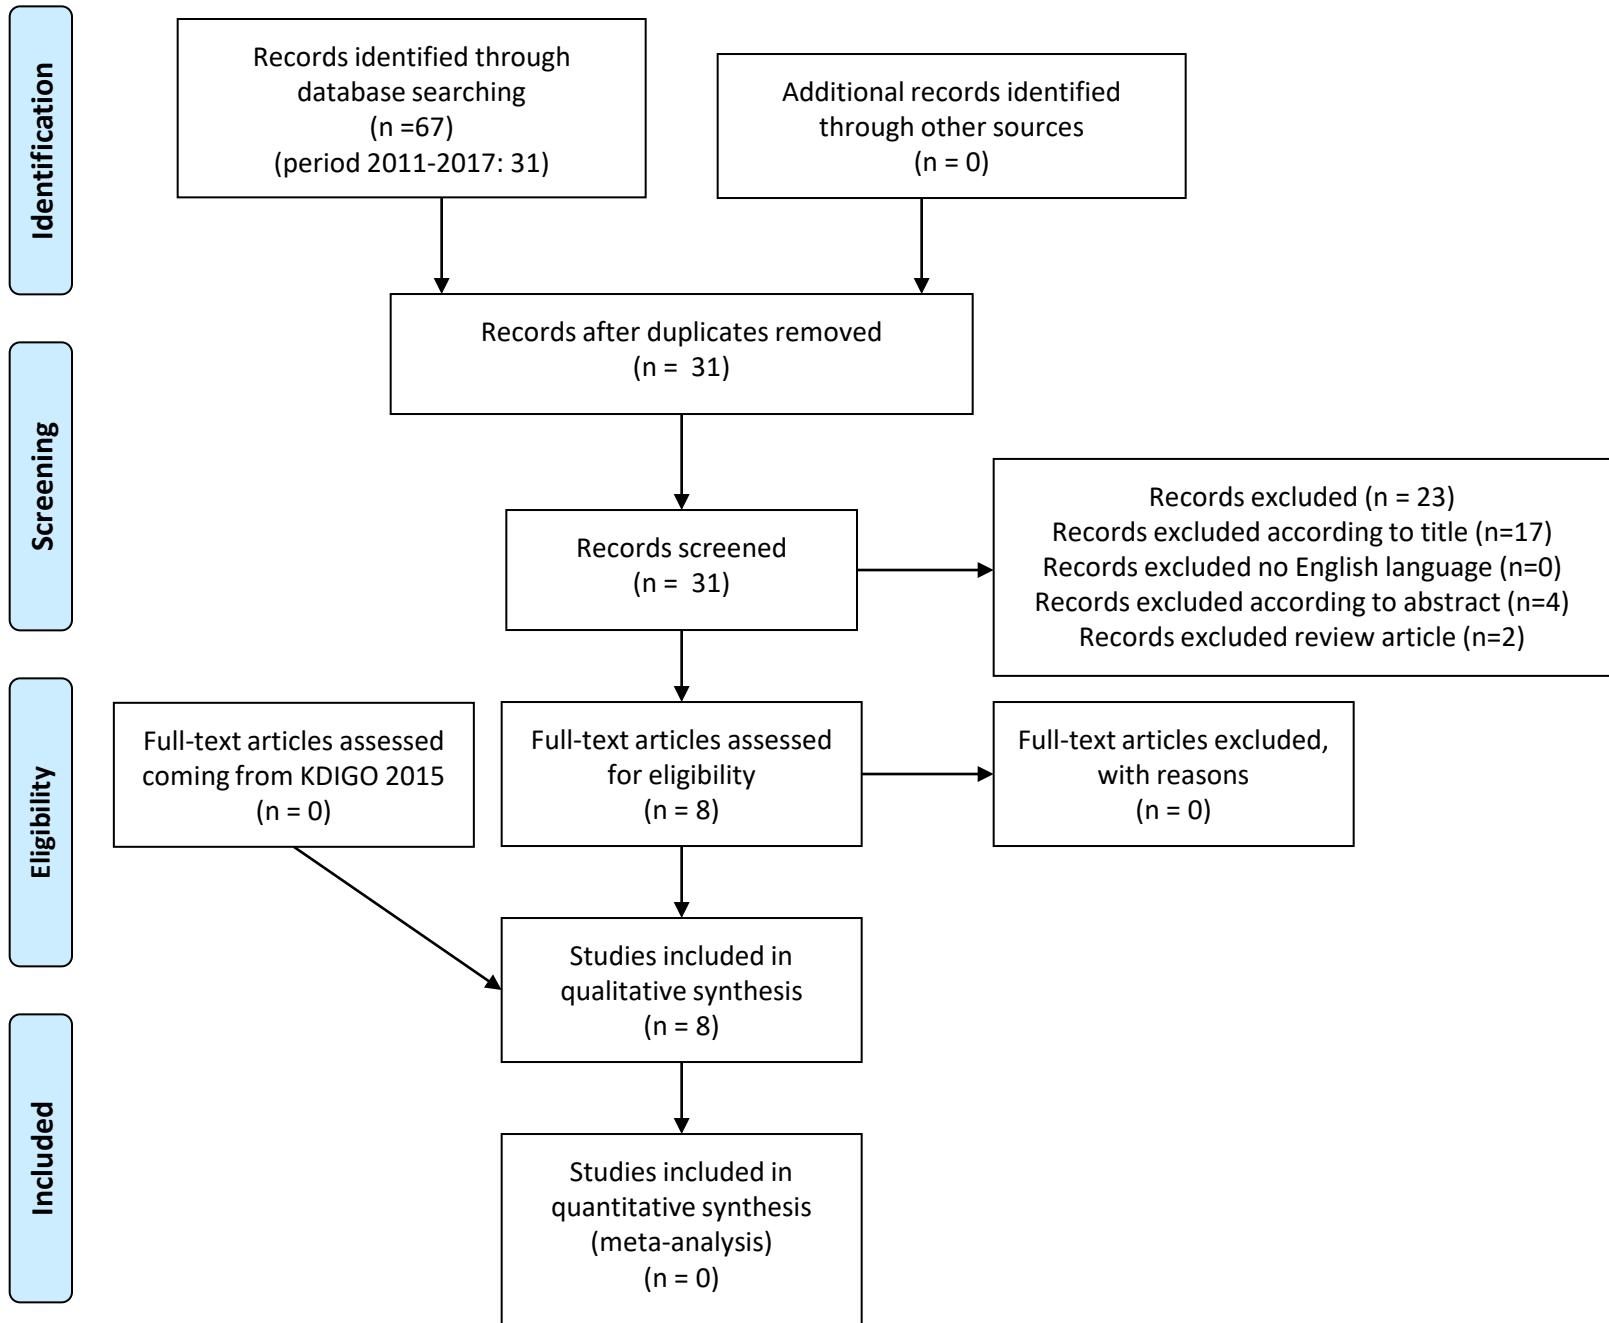 Identification
Records identified through
database searching
(n =67)
(period 2011-2017: 31)
Additional records identified
through other sources
(n = 0)
Records after duplicates removed
(n = 31)
Screening
Records screened
(n = 31)
Records excluded (n = 23)
Records excluded according to title (n=17)
Records excluded no English language (n=0)
Records excluded according to abstract (n=4)
Records excluded review article (n=2)
Eligibility
Full-text articles assessed
coming from KDIGO 2015
(n = 0)
Full-text articles assessed
for eligibility
(n = 8)
Full-text articles excluded,
with reasons
(n = 0)
Studies included in
qualitative synthesis
(n = 8)
Included
Studies included in
quantitative synthesis
(meta-analysis)
(n = 0)